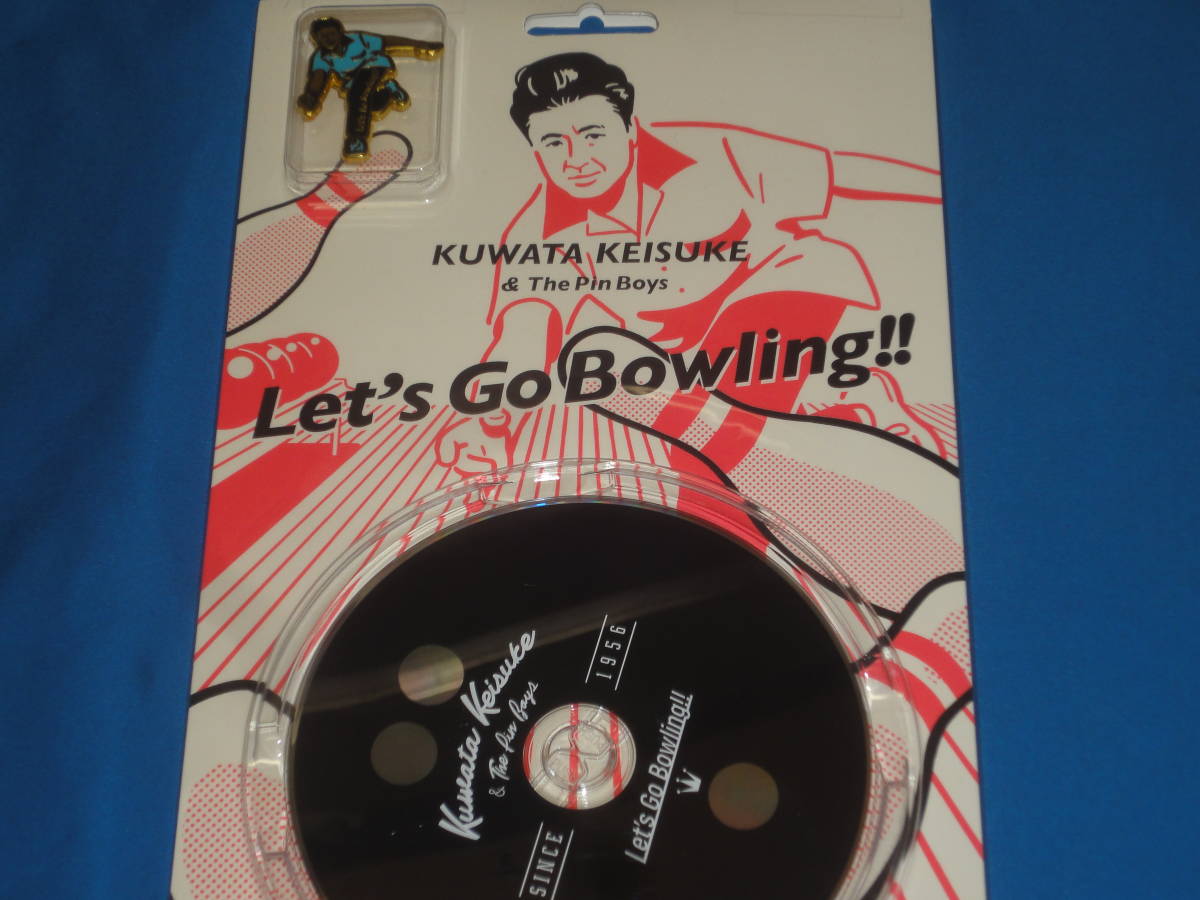 KUWATA KEISUKE
& The Pin Boys
Let's Go Bowling!!
Kuwata Keisuke
& The Pin Boys
SINCE
1956
Let's Go Bowling!!